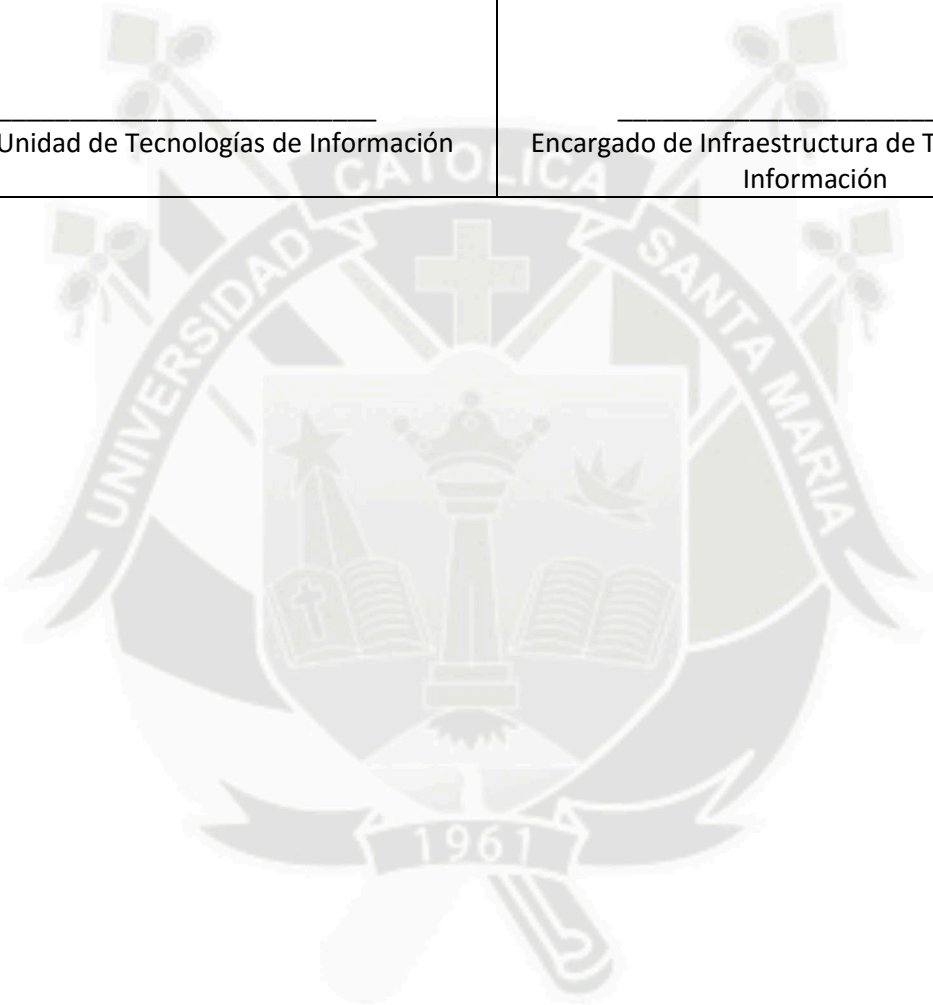 Unidad de Tecnologías de Información
Encargado de Infraestructura de T
Información
CATOLICA
UNIVERSIDAD
SANTA MARIA
1961